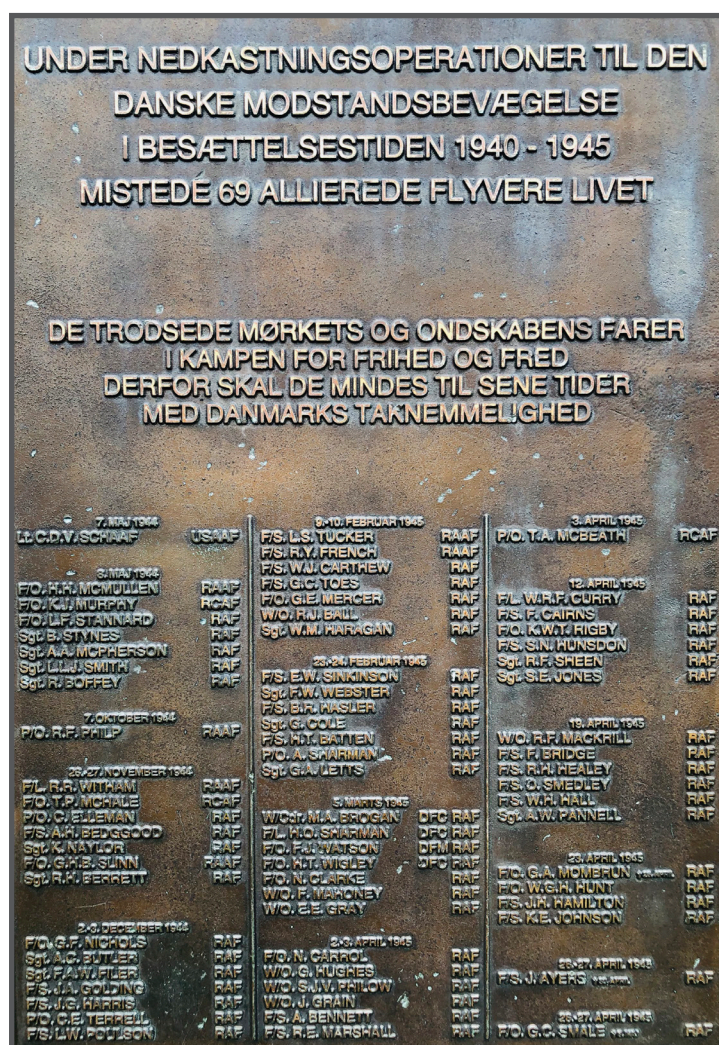 UNDER NEDKASTNINGSOPERATIONER TIL DEN
DANSKE MODSTANDSBEVÆGELSE
I BESÆTTELSESTIDEN 1940 - 1945
MISTEDE 69 ALLIEREDE FLYVERE LIVET
DE TRODSEDE MØRKETS OG ONDSKABENS FARER
I KAMPEN FOR FRIHED OG FRED
DERFOR SKAL DE MINDES TIL SENE TIDER
MED DANMARKS TAKNEMMELIGHED
7. MAJ 1944
Lt. C.D.V. SCHAAF USAAF
8. MAJ 1944
F/O. H.H. MCMULLEN RAAF
F/O. K.J. MURPHY RCAF
F/O. L.F. STANNARD RAF
Sgt. B. STYNES RAF
Sgt. A.A. MCPHERSON RAF
Sgt. L.L.J. SMITH RAF
Sgt. R. BOFFEY RAF
7. OKTOBER 1944
P/O. R.F. PHILP RAAF
26.-27. NOVEMBER 1944
F/L. R.R. WITHAM RAAF
F/O. T.P. MCHALE RCAF
P/O. C. ELLEMAN RAF
F/S. A.H. BEDGGOOD RAF
Sgt. K. NAYLOR RAF
F/O. G.H.B. SLINN RAAF
Sgt. R.H. BERRETT RAF
2.-3. DECEMBER 1944
F/O. G.F. NICHOLS RAF
Sgt. A.C. BUTLER RAF
Sgt. F.A.W. FILER RAF
F/S. J.A. GOLDING RAF
F/S. J.G. HARRIS RAF
P/O. C.E. TERRELL RAF
F/S. L.W. POULSON RAF
9.-10. FEBRUAR 1945
F/S. L.S. TUCKER RAAF
F/S. R.Y. FRENCH RAAF
F/S. W.J. CARTHEW RAF
F/S. G.C. TOES RAF
F/O. G.E. MERCER RAF
W/O. R.J. BALL RAF
Sgt. W.M. HARAGAN RAF
23.-24. FEBRUAR 1945
F/S. E.W. SINKINSON RAF
Sgt. F.W. WEBSTER RAF
F/S. B.R. HASLER RAF
Sgt. G. COLE RAF
F/S. H.T. BATTEN RAF
P/O. A. SHARMAN RAF
Sgt. G.A. LETTS RAF
5. MARTS 1945
W/Cdr. M.A. BROGAN DFC RAF
F/L. H.O. SHARMAN DFC RAF
F/O. F.J. WATSON DFM RAF
F/O. H.T. WIGLEY DFC RAF
F/O. N. CLARKE RAF
W/O. F. MAHONEY RAF
W/O. E.E. GRAY RAF
2.-3. APRIL 1945
F/O. N. CARROL RAF
W/O. G. HUGHES RAF
W/O. S.J.V. PHILOW RAF
W/O. J. GRAIN RAF
F/S. A. BENNETT RAF
F/S. R.E. MARSHALL RAF
3. APRIL 1945
P/O. T.A. MCBEATH RCAF
12. APRIL 1945
F/L. W.R.F. CURRY RAF
F/S. F. CAIRNS RAF
F/O. K.W.T. RIGBY RAF
F/S. S.N. HUNSDON RAF
Sgt. R.F. SHEEN RAF
Sgt. S.E. JONES RAF
19. APRIL 1945
W/O. R.F. MACKRILL RAF
F/S. F. BRIDGE RAF
F/S. R.H. HEALEY RAF
F/S. O. SMEDLEY RAF
F/S. W.H. HALL RAF
Sgt. A.W. PANNELL RAF
23. APRIL 1945
F/O. G.A. MOMBRUN RAF
F/O. W.G.H. HUNT RAF
F/S. J.H. HAMILTON RAF
F/S. K.E. JOHNSON RAF
26.-27. APRIL 1945
F/S. J. AYERS RAF
26.-27. APRIL 1945
F/O. G.C. SMALE RAF